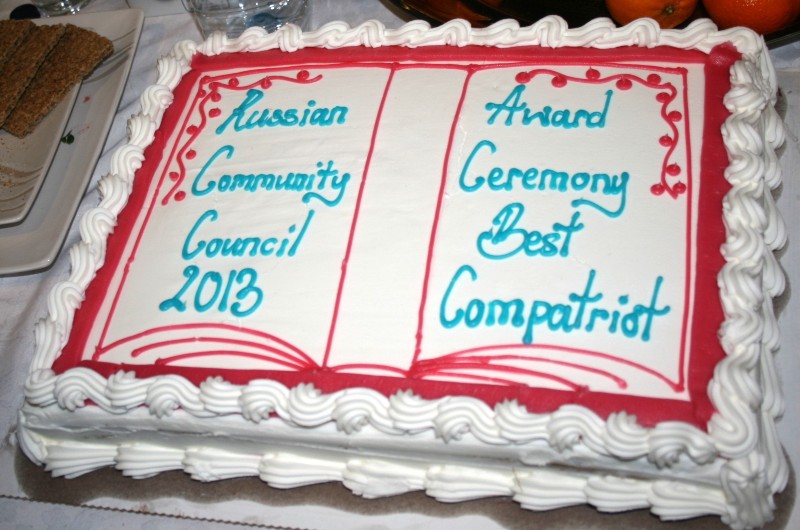 Russian
Community
Council
2013
Award
Ceremony
Best
Compatriot